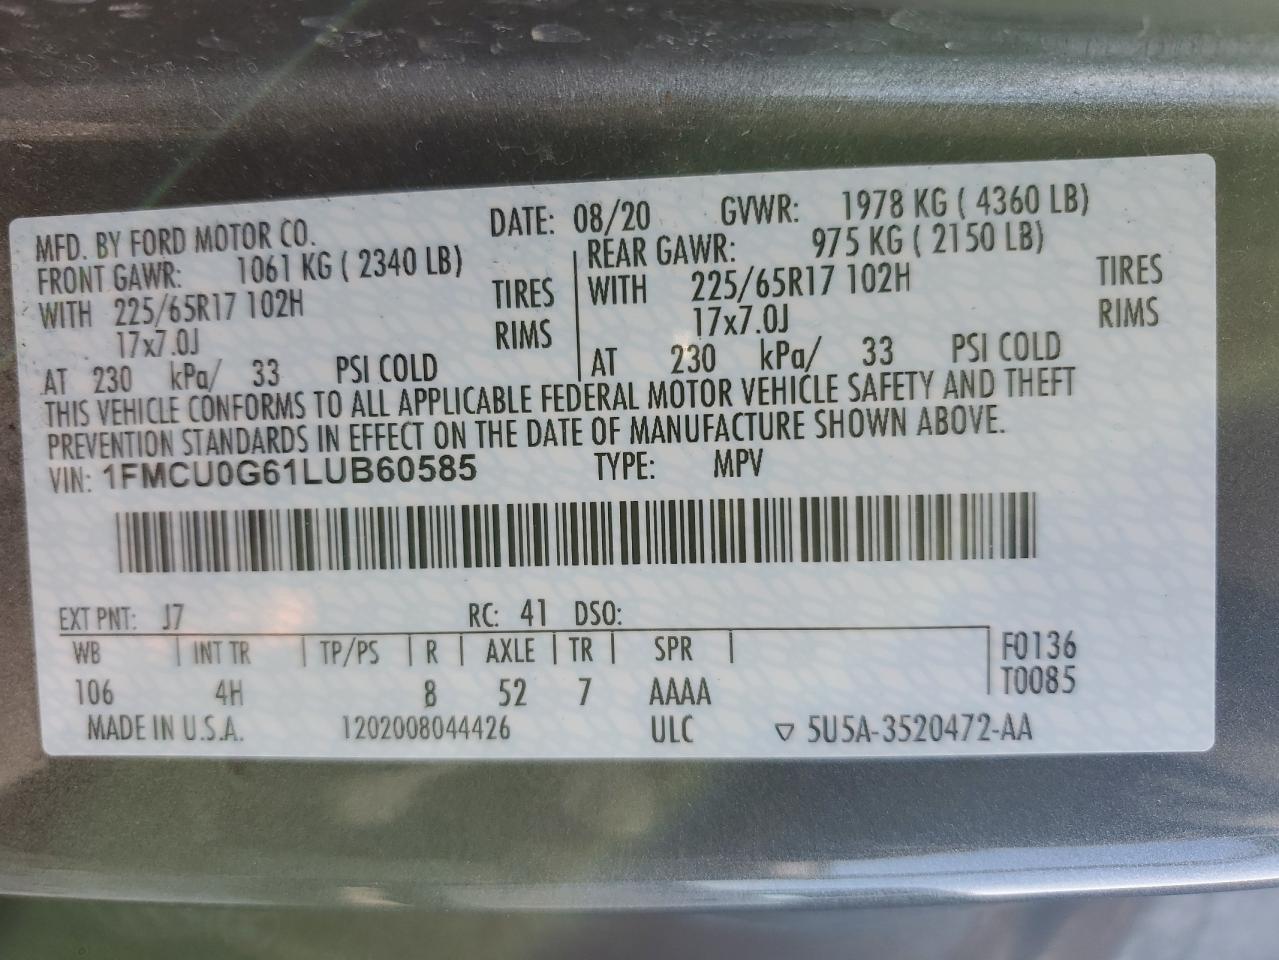 MFD. BY FORD MOTOR CO. DATE: 08/20 GVWR: 1978 KG ( 4360 LB)
FRONT GAWR: 1061 KG ( 2340 LB) REAR GAWR: 975 KG ( 2150 LB)
WITH 225/65R17 102H TIRES WITH 225/65R17 102H TIRES
17x7.0J RIMS 17x7.0J RIMS
AT 230 kPa/ 33 PSI COLD AT 230 kPa/ 33 PSI COLD
THIS VEHICLE CONFORMS TO ALL APPLICABLE FEDERAL MOTOR VEHICLE SAFETY AND THEFT
PREVENTION STANDARDS IN EFFECT ON THE DATE OF MANUFACTURE SHOWN ABOVE.
VIN: 1FMCU0G61LUB60585 TYPE: MPV
EXT PNT: J7 RC: 41 DSO:
WB INT TR TP/PS R AXLE TR SPR F0136
106 4H 8 52 7 AAAA T0085
MADE IN U.S.A. 1202008044426 ULC ▽ 5U5A-3520472-AA